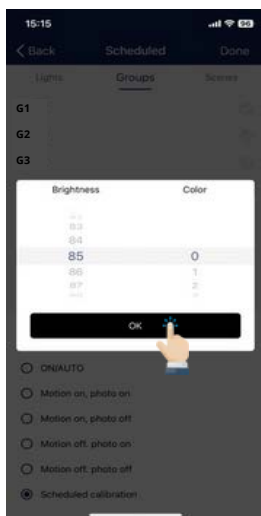 15:15
96
Back Scheduled Done
Lights Groups Scenes
G1
G2
G3
Brightness Color
83
84
85 0
86 1
87 2
OK
ON/AUTO
Motion on, photo on
Motion on, photo off
Motion off. photo on
Motion off. photo off
Scheduled calibration